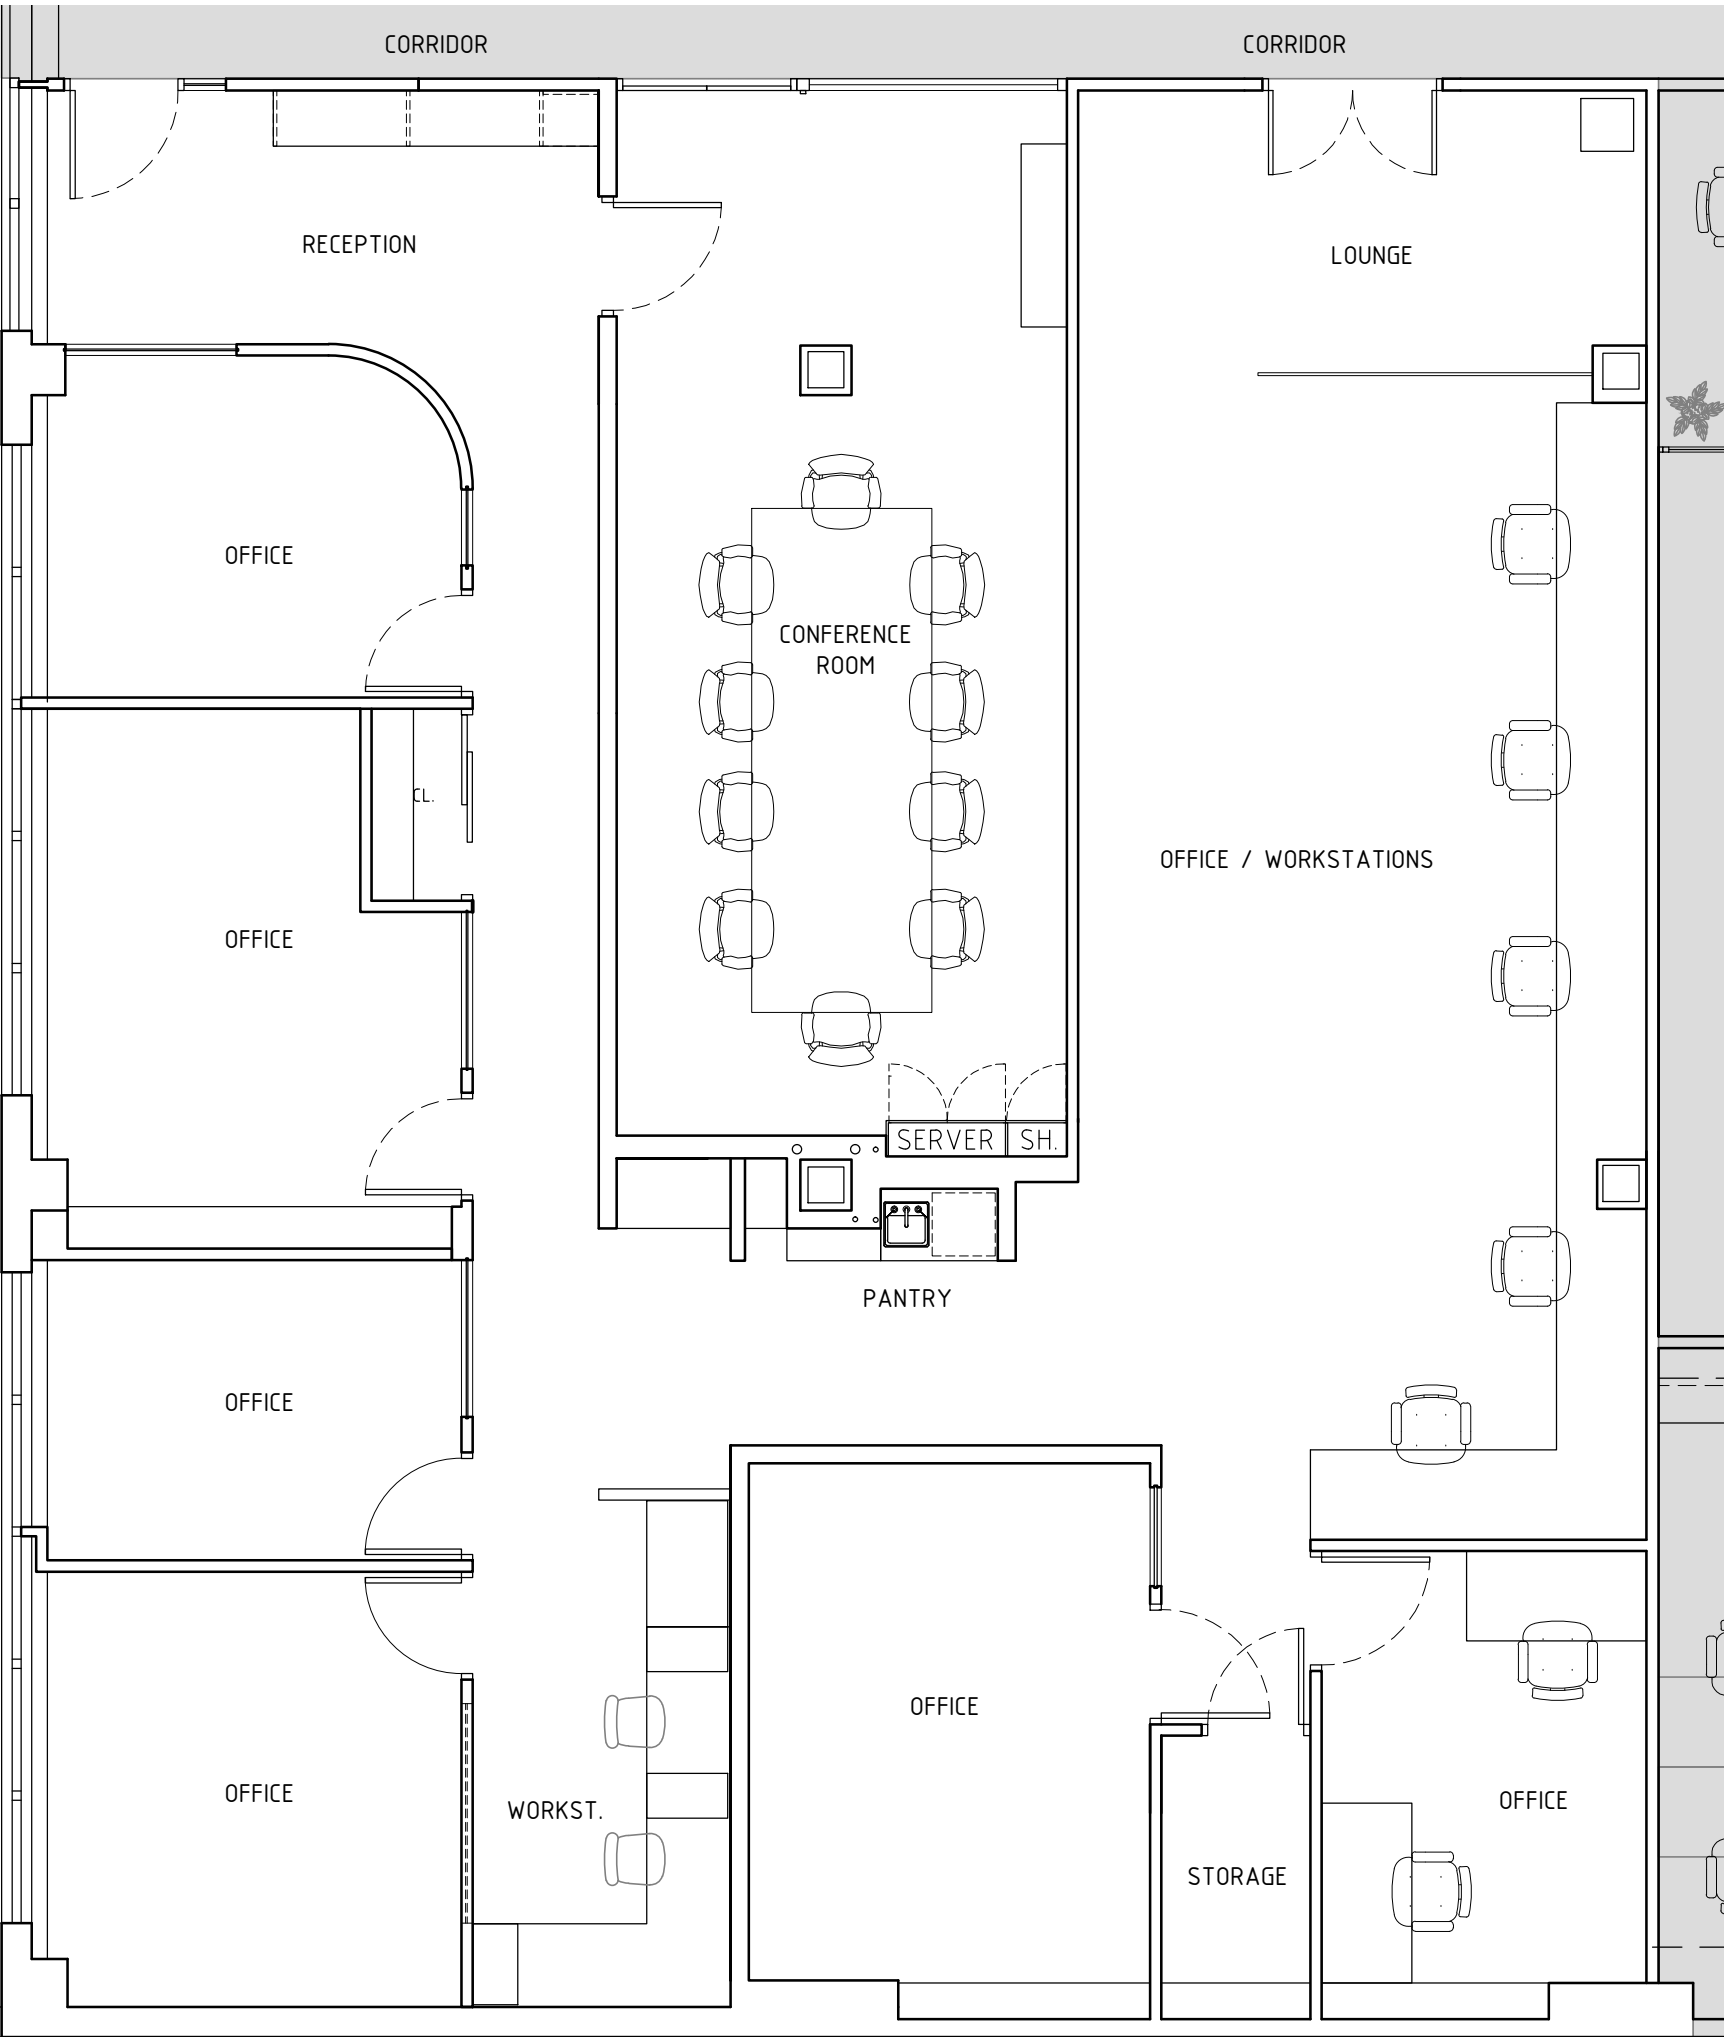 CORRIDOR
CORRIDOR
RECEPTION
LOUNGE
OFFICE
CONFERENCE
ROOM
CL.
OFFICE / WORKSTATIONS
OFFICE
SERVER
SH.
PANTRY
OFFICE
OFFICE
OFFICE
WORKST.
OFFICE
STORAGE